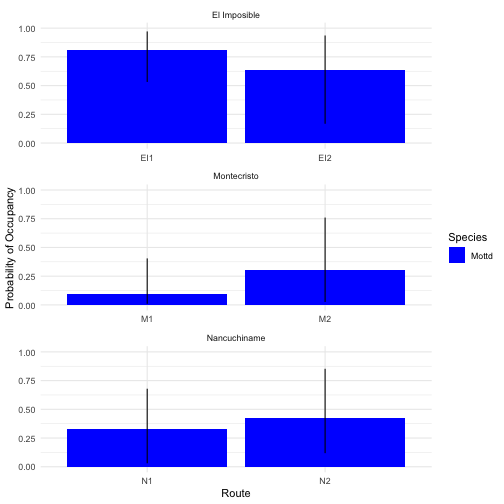 El Imposible
1.00
0.75
0.50
0.25
0.00
EI1
EI2
Montecristo
1.00
0.75
0.50
0.25
0.00
M1
M2
Nancuchiname
1.00
0.75
0.50
0.25
0.00
N1
N2
Route
Probability of Occupancy
Species
Mottd